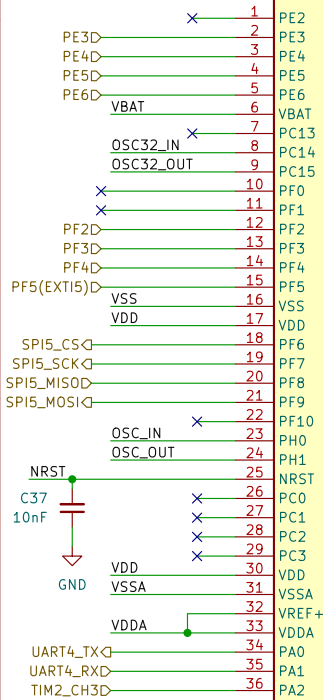 1 PE2
PE3 2 PE3
PE4 3 PE4
PE5 4 PE5
PE6 5 PE6
VBAT 6 VBAT
7 PC13
OSC32_IN 8 PC14
OSC32_OUT 9 PC15
10 PF0
11 PF1
PF2 12 PF2
PF3 13 PF3
PF4 14 PF4
PF5(EXTI5) 15 PF5
VSS 16 VSS
VDD 17 VDD
SPI5_CS 18 PF6
SPI5_SCK 19 PF7
SPI5_MISO 20 PF8
SPI5_MOSI 21 PF9
22 PF10
OSC_IN 23 PH0
OSC_OUT 24 PH1
NRST 25 NRST
C37 26 PC0
10nF 27 PC1
28 PC2
29 PC3
GND
VDD 30 VDD
VSSA 31 VSSA
32 VREF+
VDDA 33 VDDA
UART4_TX 34 PA0
UART4_RX 35 PA1
TIM2_CH3 36 PA2